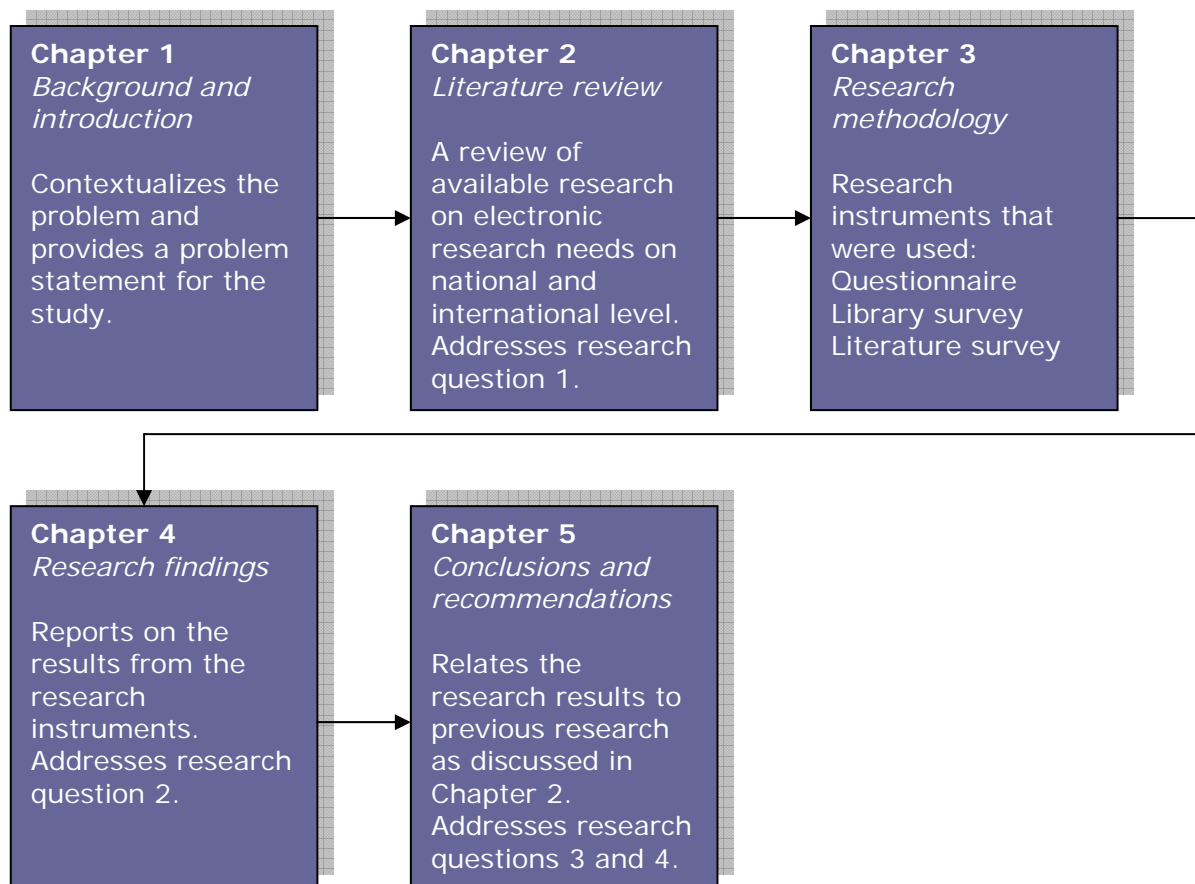 Chapter 1
Background and
introduction
Contextualizes the
problem and
provides a problem
statement for the
study.
Chapter 2
Literature review
A review of
available research
on electronic
research needs on
national and
international level.
Addresses research
question 1.
Chapter 3
Research
methodology
Research
instruments that
were used:
Questionnaire
Library survey
Literature survey
Chapter 4
Research findings
Reports on the
results from the
research
instruments.
Addresses research
question 2.
Chapter 5
Conclusions and
recommendations
Relates the
research results to
previous research
as discussed in
Chapter 2.
Addresses research
questions 3 and 4.